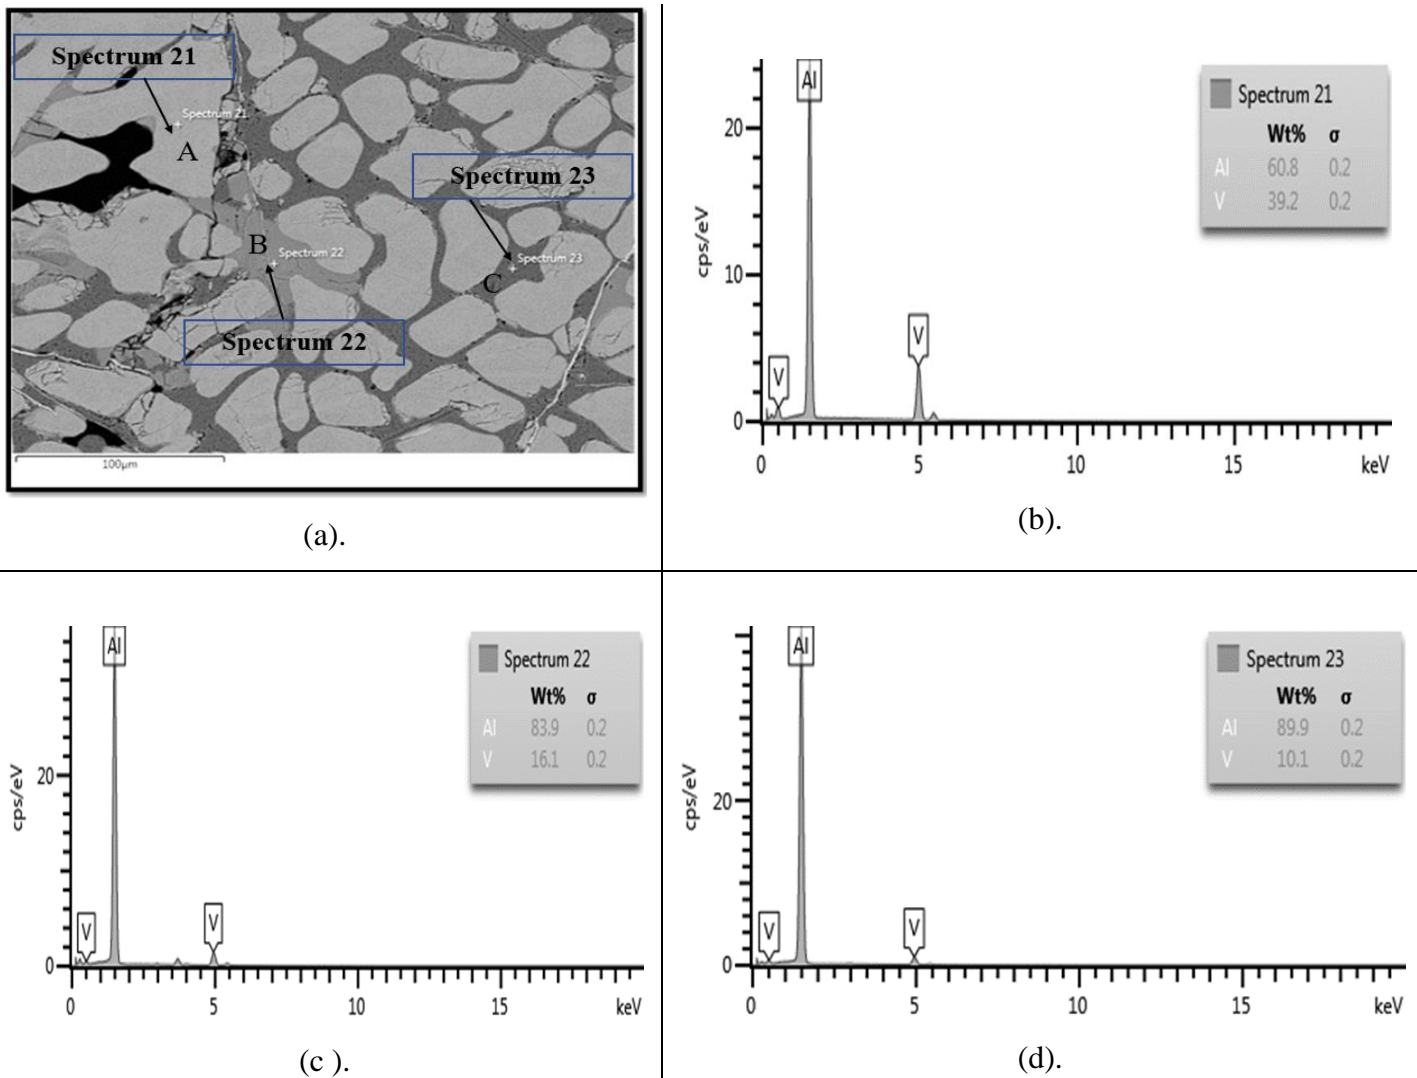 Spectrum 21
Spectrum 21
A
Spectrum 23
B
Spectrum 22
Spectrum 23
C
Spectrum 22
100µm
(a).
Al
Spectrum 21
Wt% σ
Al 60.8 0.2
V 39.2 0.2
20
cps/eV
10
V
V
0
0 5 10 15 keV
(b).
Al
Spectrum 22
Wt% σ
Al 83.9 0.2
V 16.1 0.2
20
cps/eV
V
V
0
0 5 10 15 keV
(c ).
Al
Spectrum 23
Wt% σ
Al 89.9 0.2
V 10.1 0.2
20
cps/eV
V
V
0
0 5 10 15 keV
(d).